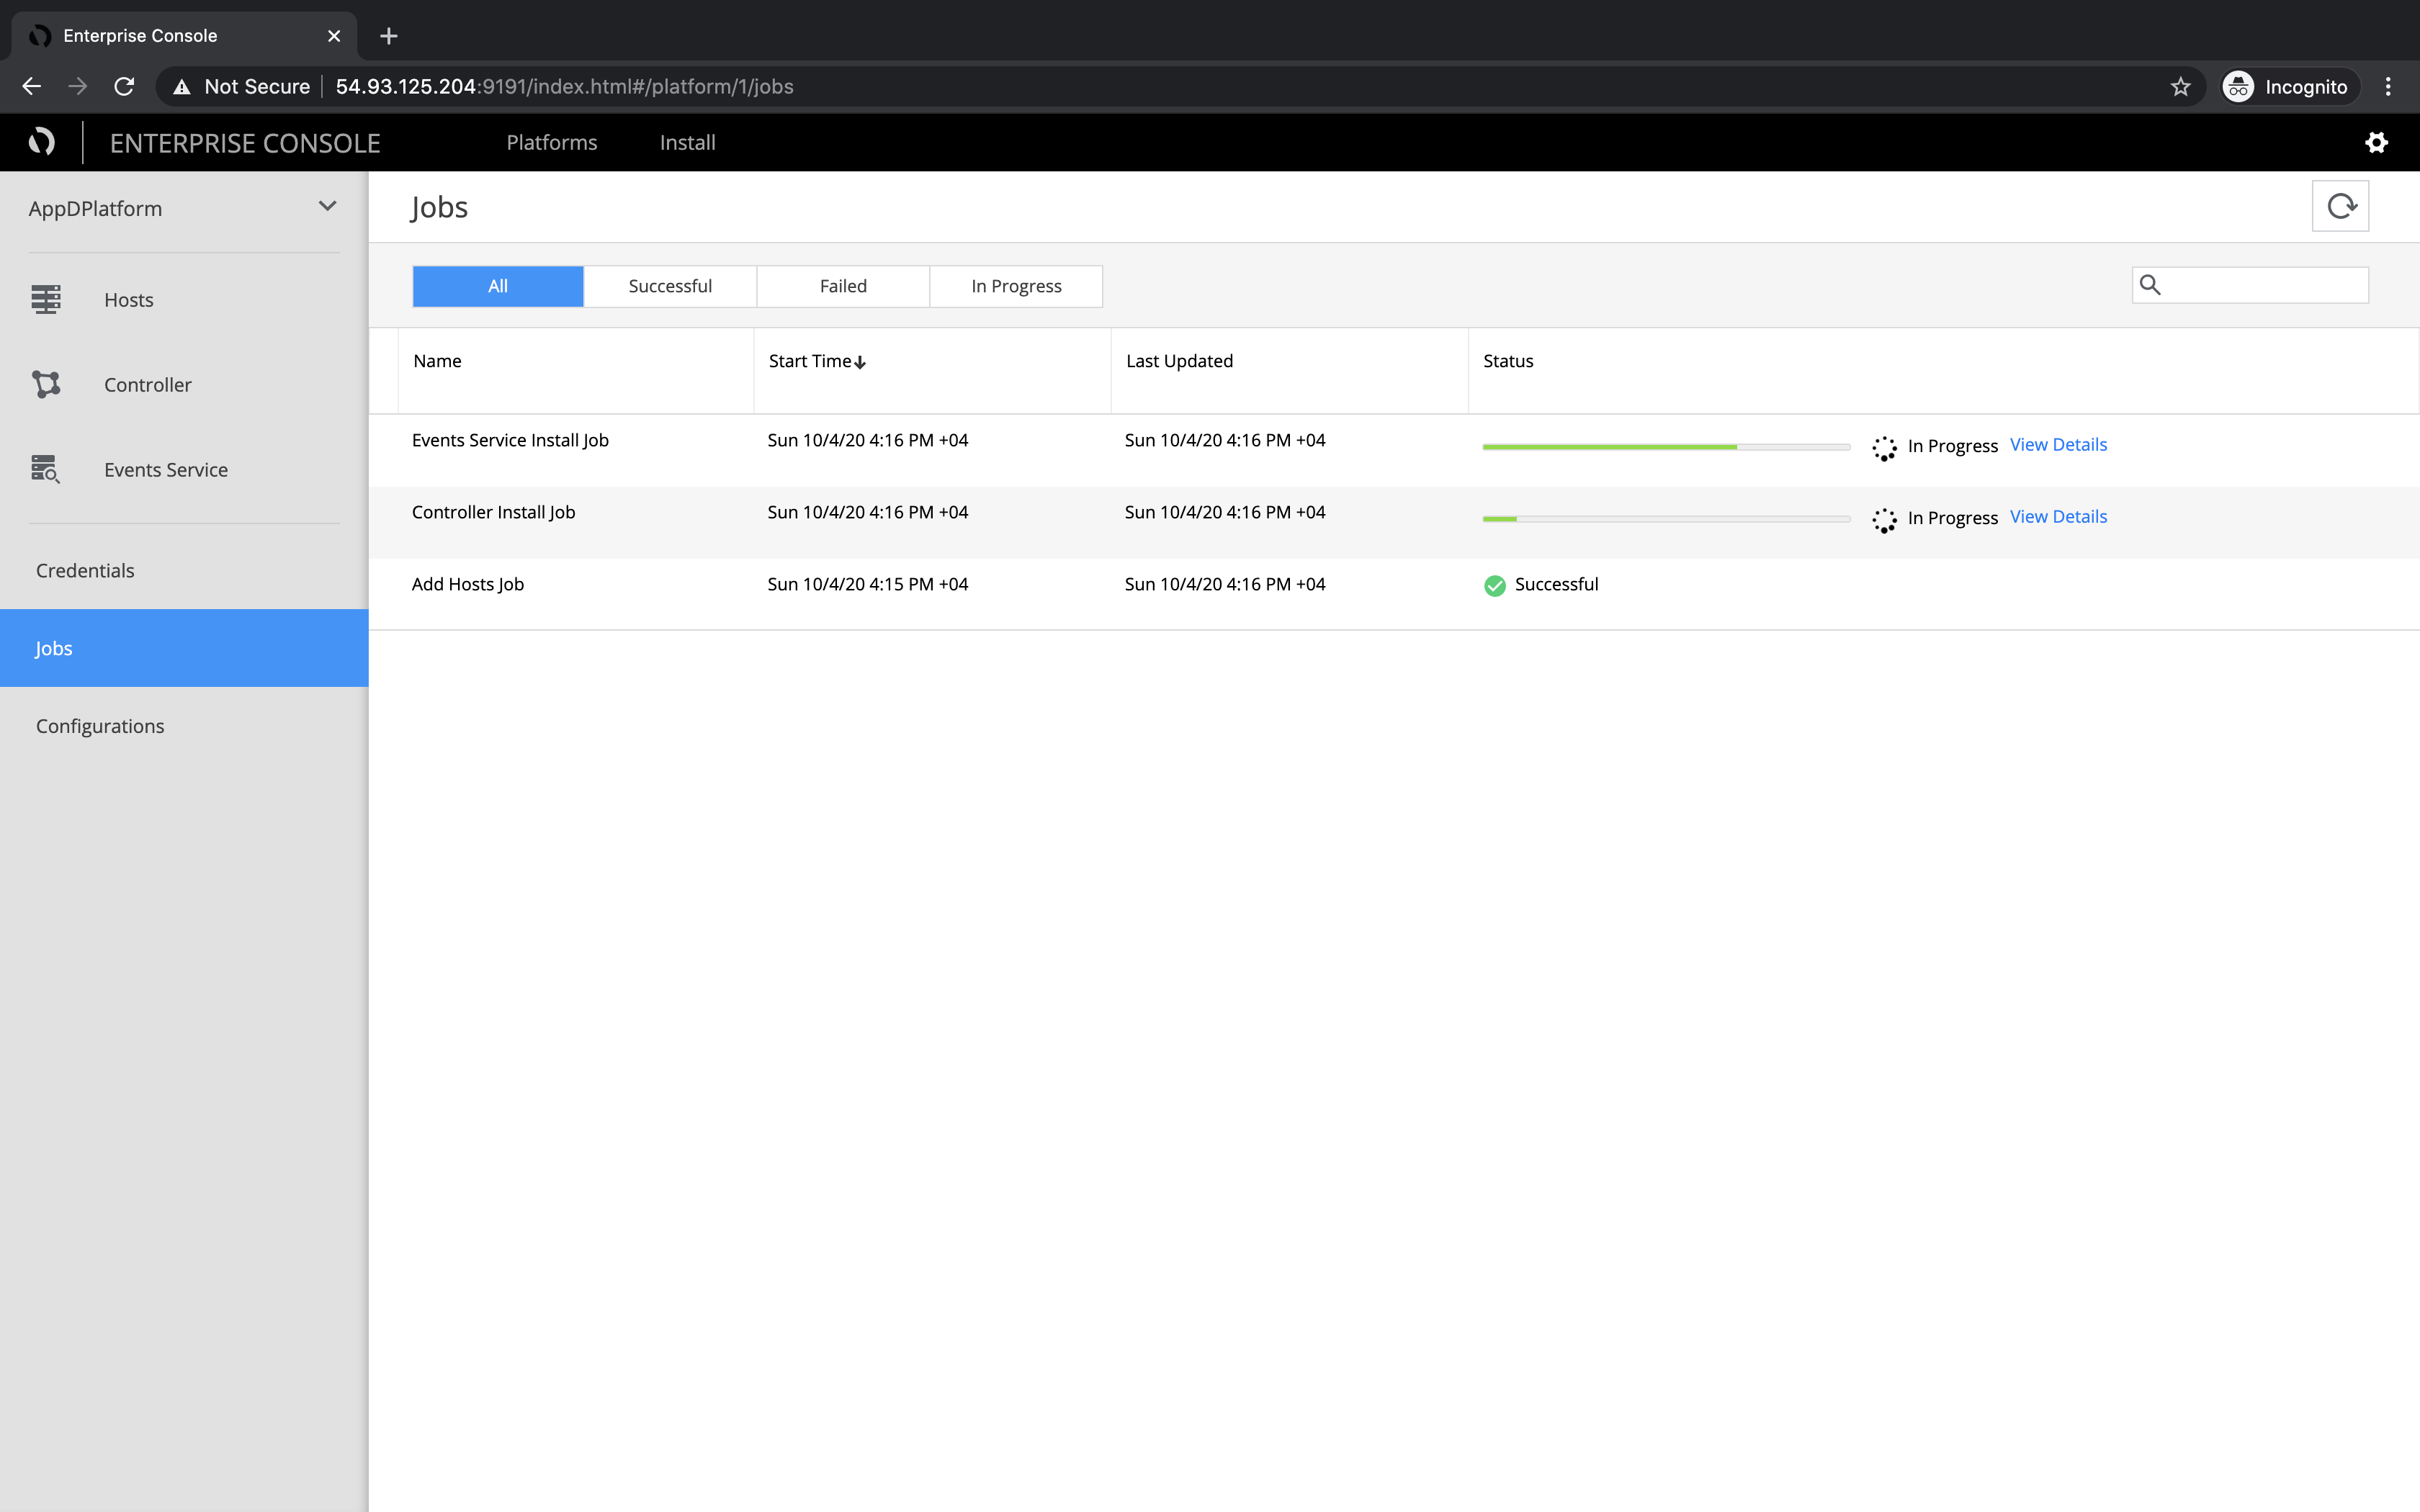 Enterprise Console
Not Secure 54.93.125.204:9191/index.html#/platform/1/jobs Incognito
ENTERPRISE CONSOLE Platforms Install
AppDPlatform
Hosts
Controller
Events Service
Credentials
Jobs
Configurations
Jobs
All Successful Failed In Progress
Name Start Time Last Updated Status
Events Service Install Job Sun 10/4/20 4:16 PM +04 Sun 10/4/20 4:16 PM +04 In Progress View Details
Controller Install Job Sun 10/4/20 4:16 PM +04 Sun 10/4/20 4:16 PM +04 In Progress View Details
Add Hosts Job Sun 10/4/20 4:15 PM +04 Sun 10/4/20 4:16 PM +04 Successful